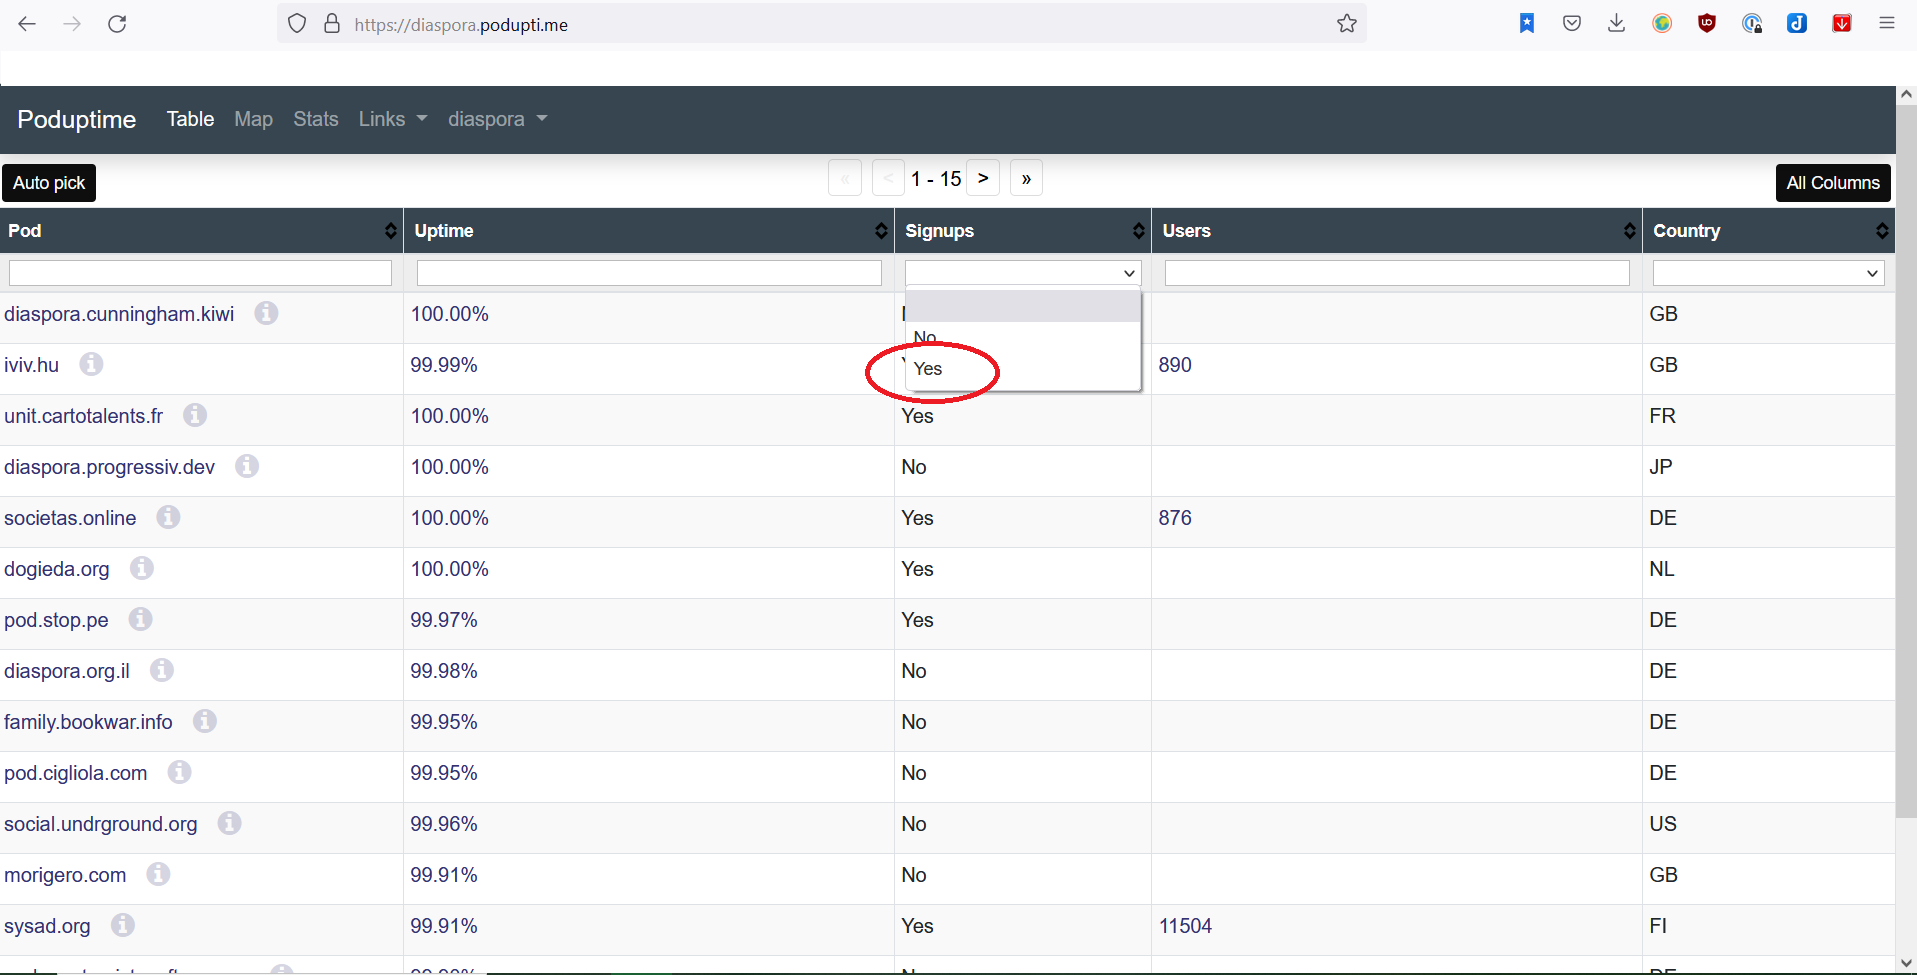 https://diaspora.podupti.me
Poduptime Table Map Stats Links diaspora
Auto pick « < 1 - 15 > » All Columns
Pod Uptime Signups Users Country
diaspora.cunningham.kiwi 100.00% GB
No
iviv.hu 99.99% Yes 890 GB
unit.cartotalents.fr 100.00% Yes FR
diaspora.progressiv.dev 100.00% No JP
societas.online 100.00% Yes 876 DE
dogieda.org 100.00% Yes NL
pod.stop.pe 99.97% Yes DE
diaspora.org.il 99.98% No DE
family.bookwar.info 99.95% No DE
pod.cigliola.com 99.95% No DE
social.undrground.org 99.96% No US
morigero.com 99.91% No GB
sysad.org 99.91% Yes 11504 FI